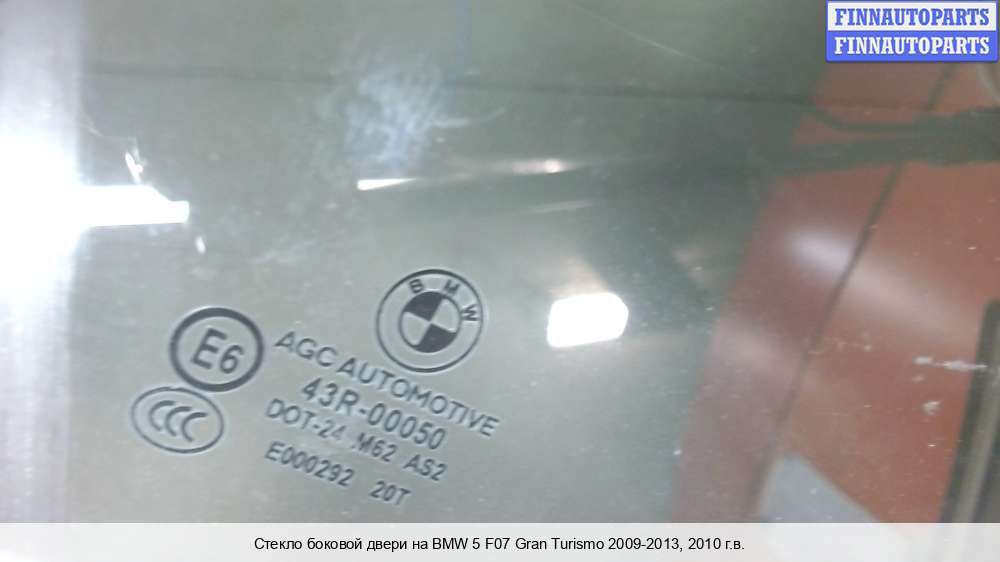 FINNAUTOPARTS
FINNAUTOPARTS
BMW
E6
AGC AUTOMOTIVE
CCC
43R-00050
DOT-24 M62 AS2
E000292 20T
Стекло боковой двери на BMW 5 F07 Gran Turismo 2009-2013, 2010 г.в.